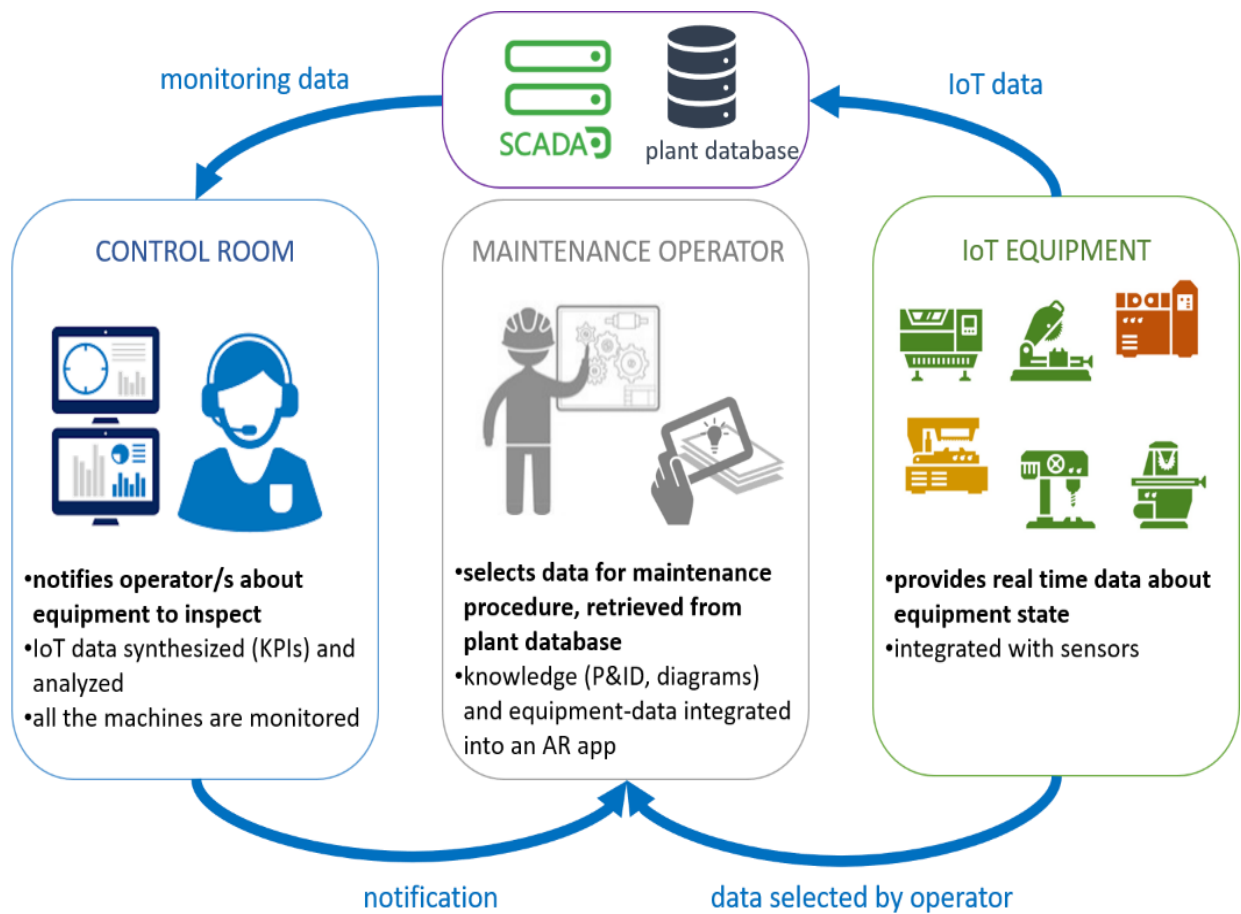 monitoring data
IoT data
SCADA
plant database
CONTROL ROOM
•notifies operator/s about
equipment to inspect
•IoT data synthesized (KPIs) and
analyzed
•all the machines are monitored
MAINTENANCE OPERATOR
•selects data for maintenance
procedure, retrieved from
plant database
•knowledge (P&ID, diagrams)
and equipment-data integrated
into an AR app
IoT EQUIPMENT
•provides real time data about
equipment state
•integrated with sensors
notification
data selected by operator